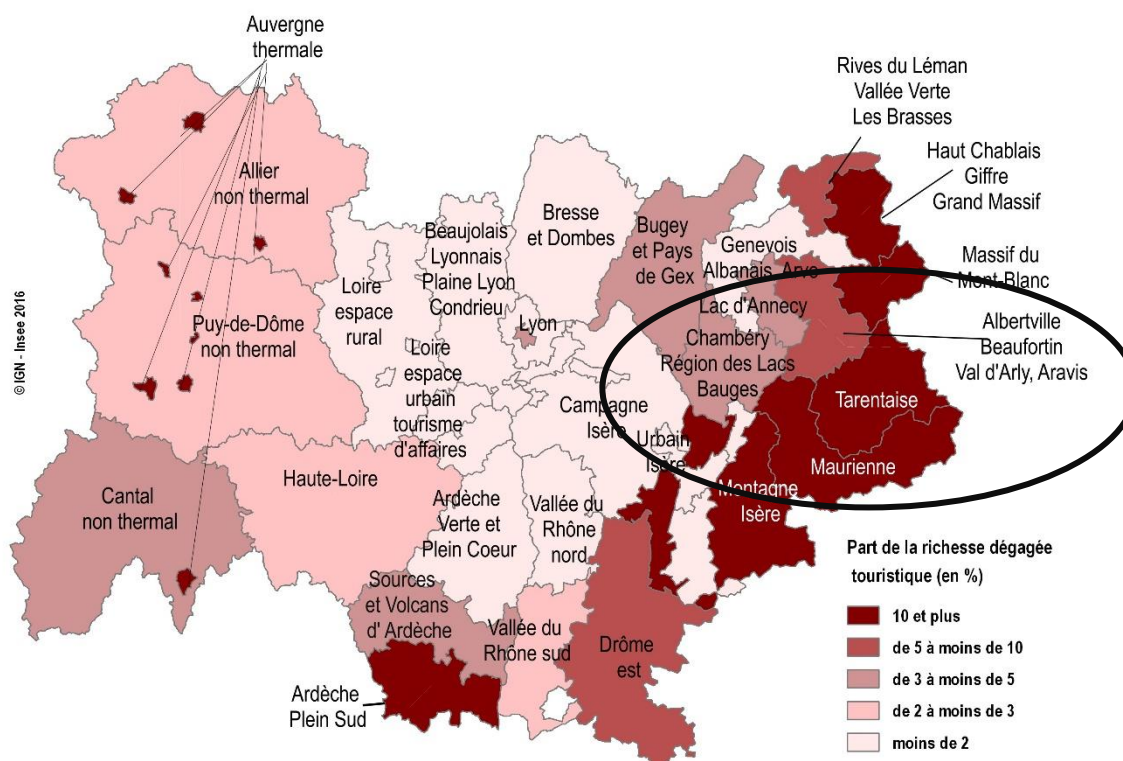 Auvergne
thermale
Rives du Léman
Vallée Verte
Les Brasses
Haut Chablais
Giffre
Grand Massif
Allier
non thermal
Bresse
et Dombes
Beaujolais
Lyonnais
Plaine Lyon
Condrieu
Bugey
et Pays
de Gex
Genevois
Albanais, Arve
Massif du
Mont-Blanc
© IGN - Insee 2016
Loire
espace
rural
Puy-de-Dôme
non thermal
Lyon
Lac d'Annecy
Chambéry
Région des Lacs
Bauges
Albertville
Beaufortin
Val d'Arly, Aravis
Loire
espace
urbain
tourisme
d'affaires
Campagne
Isère
Urbain
Isère
Tarentaise
Maurienne
Montagne
Isère
Cantal
non thermal
Haute-Loire
Ardèche
Verte et
Plein Coeur
Vallée du
Rhône
nord
Sources
et Volcans
d' Ardèche
Vallée du
Rhône sud
Drôme
est
Ardèche
Plein Sud
Part de la richesse dégagée
touristique (en %)
10 et plus
de 5 à moins de 10
de 3 à moins de 5
de 2 à moins de 3
moins de 2